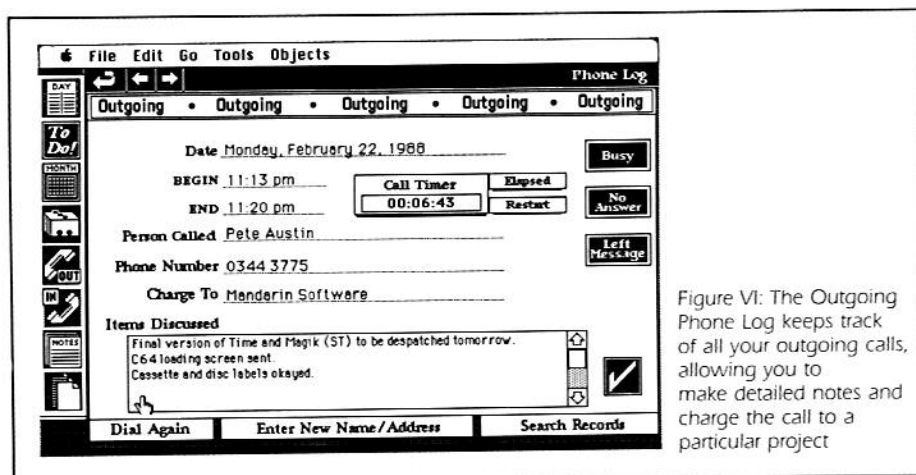 File Edit Go Tools Objects
Phone Log
DAY
Outgoing • Outgoing • Outgoing • Outgoing • Outgoing
To
Do!
Date Monday, February 22, 1988
Busy
MONTH
BEGIN 11:13 pm
Call Timer
Elapsed
00:06:43
Restart
No
Answer
END 11:20 pm
Person Called Pete Austin
Left
Message
OUT
Phone Number 0344 3775
IN
Charge To Mandarin Software
Items Discussed
NOTES
Final version of Time and Magik (ST) to be despatched tomorrow.
C64 loading screen sent.
Cassette and disc labels okayed.
Dial Again
Enter New Name/Address
Search Records
Figure VI: The Outgoing
Phone Log keeps track
of all your outgoing calls,
allowing you to
make detailed notes and
charge the call to a
particular project